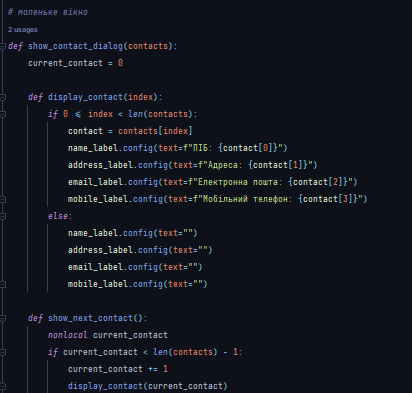 # маленьке вікно
2 usages
def show_contact_dialog(contacts):
    current_contact = 0
    def display_contact(index):
        if 0 <= index < len(contacts):
            contact = contacts[index]
            name_label.config(text=f"ПІБ: {contact[0]}")
            address_label.config(text=f"Адреса: {contact[1]}")
            email_label.config(text=f"Електронна пошта: {contact[2]}")
            mobile_label.config(text=f"Мобільний телефон: {contact[3]}")
        else:
            name_label.config(text="")
            address_label.config(text="")
            email_label.config(text="")
            mobile_label.config(text="")
    def show_next_contact():
        nonlocal current_contact
        if current_contact < len(contacts) - 1:
            current_contact += 1
            display_contact(current_contact)